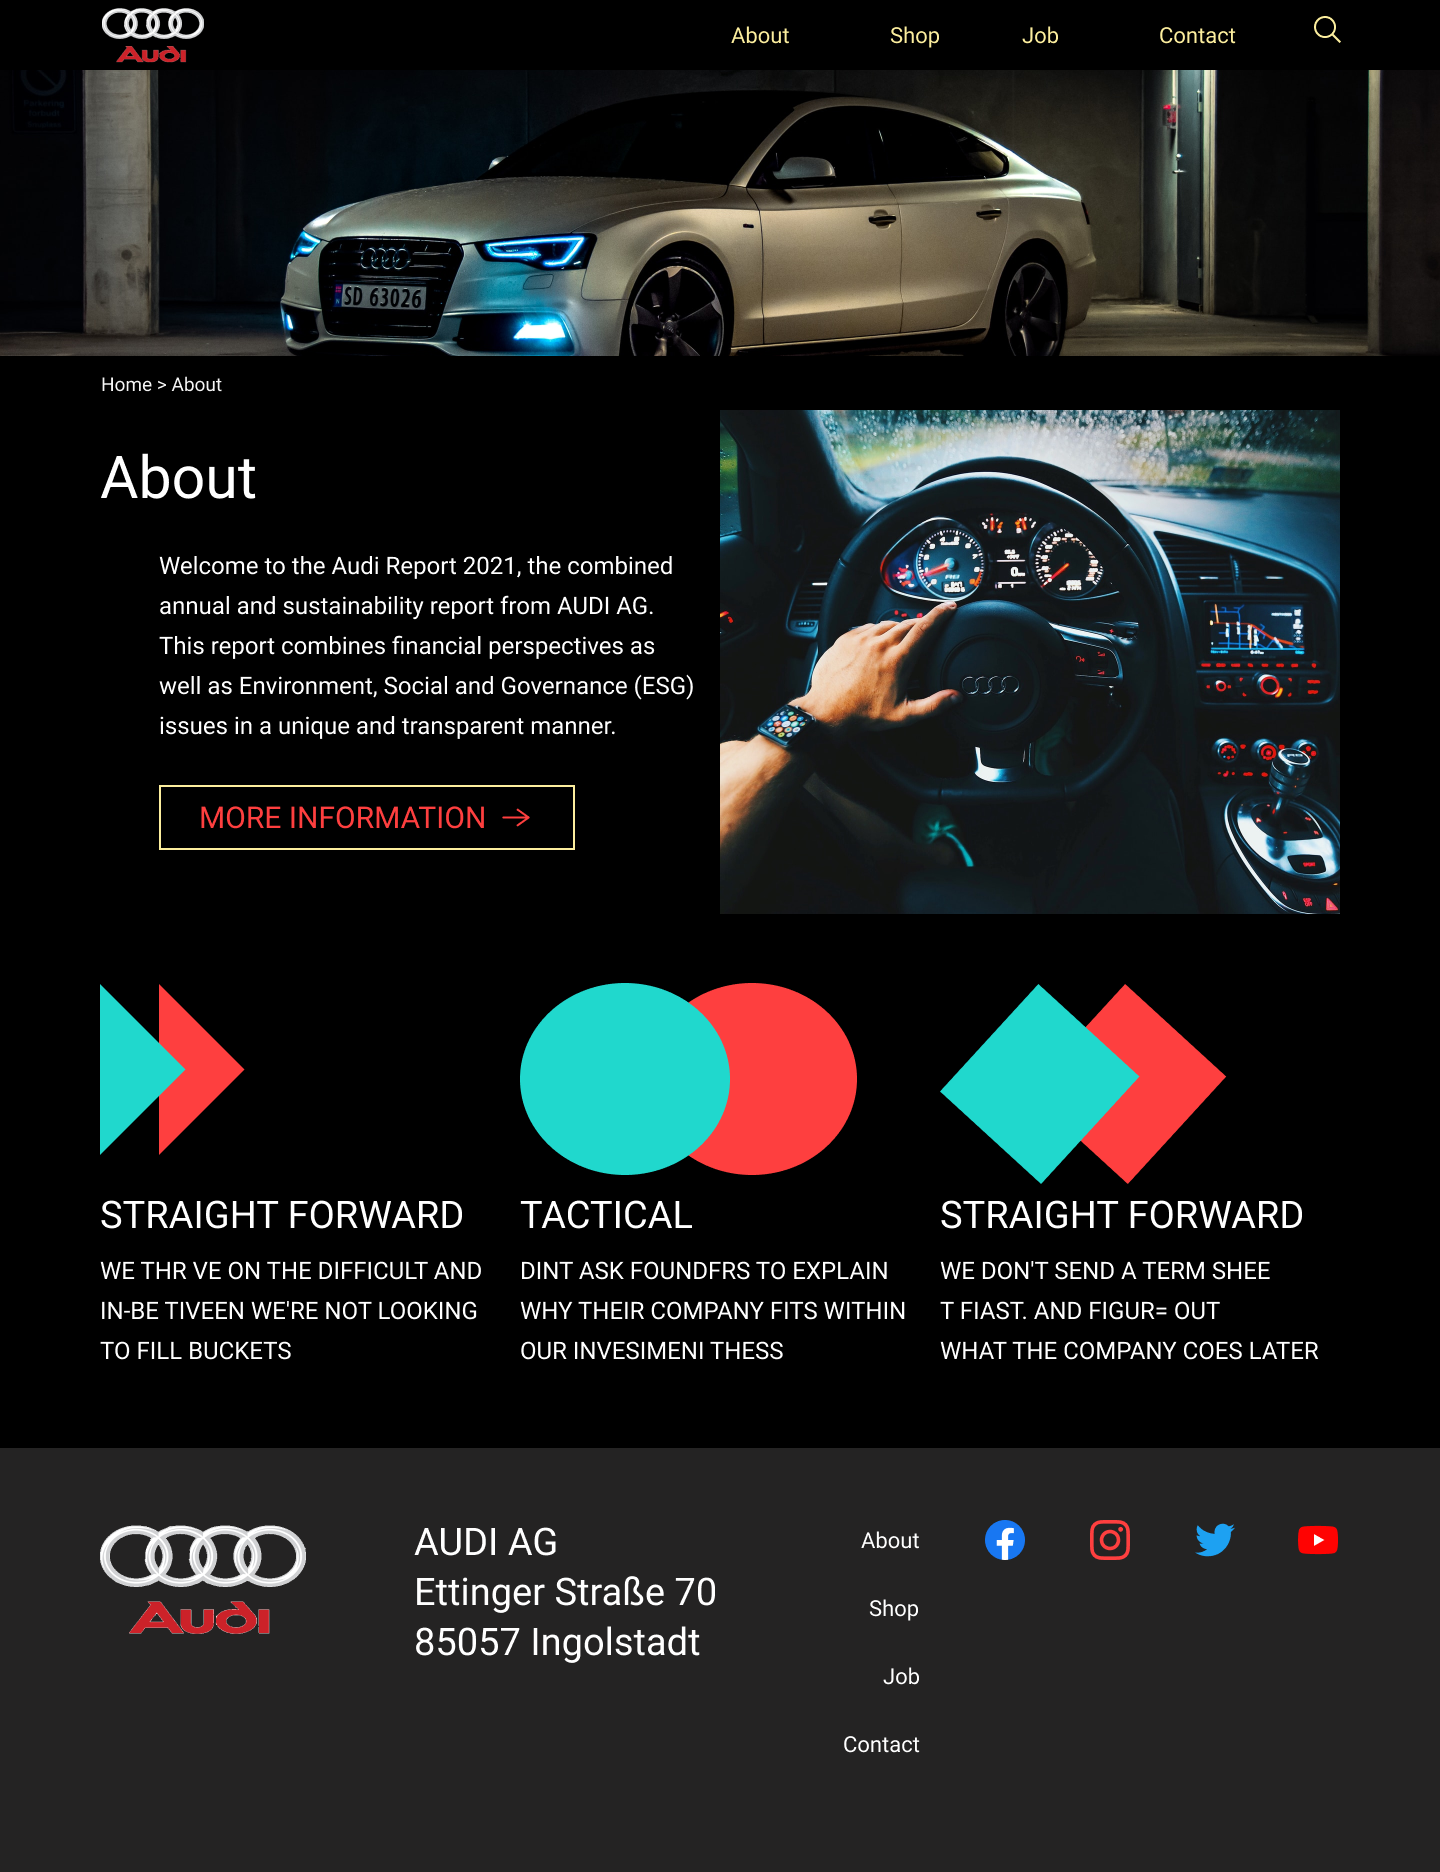 Audi
About
Shop
Job
Contact
SD 63026
Home > About
About
Welcome to the Audi Report 2021, the combined
annual and sustainability report from AUDI AG.
This report combines financial perspectives as
well as Environment, Social and Governance (ESG)
issues in a unique and transparent manner.
MORE INFORMATION
STRAIGHT FORWARD
WE THR VE ON THE DIFFICULT AND
IN-BE TIVEEN WE'RE NOT LOOKING
TO FILL BUCKETS
TACTICAL
DINT ASK FOUNDFRS TO EXPLAIN
WHY THEIR COMPANY FITS WITHIN
OUR INVESIMENI THESS
STRAIGHT FORWARD
WE DON'T SEND A TERM SHEE
T FIAST. AND FIGUR= OUT
WHAT THE COMPANY COES LATER
Audi
AUDI AG
Ettinger Straße 70
85057 Ingolstadt
About
Shop
Job
Contact